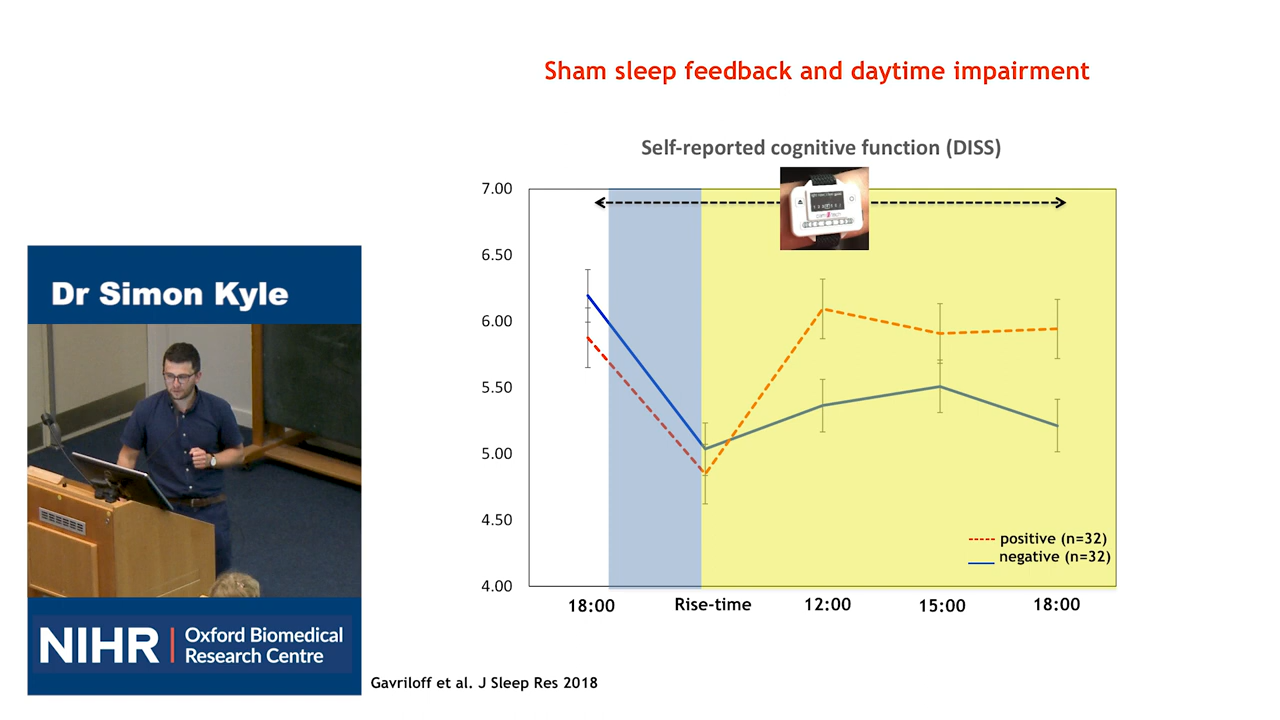 Sham sleep feedback and daytime impairment
Self-reported cognitive function (DISS)
7.00
6.50
6.00
5.50
5.00
4.50
4.00
18:00
Rise-time
12:00
15:00
18:00
positive (n=32)
negative (n=32)
Dr Simon Kyle
NIHR
Oxford Biomedical
Research Centre
Gavriloff et al. J Sleep Res 2018